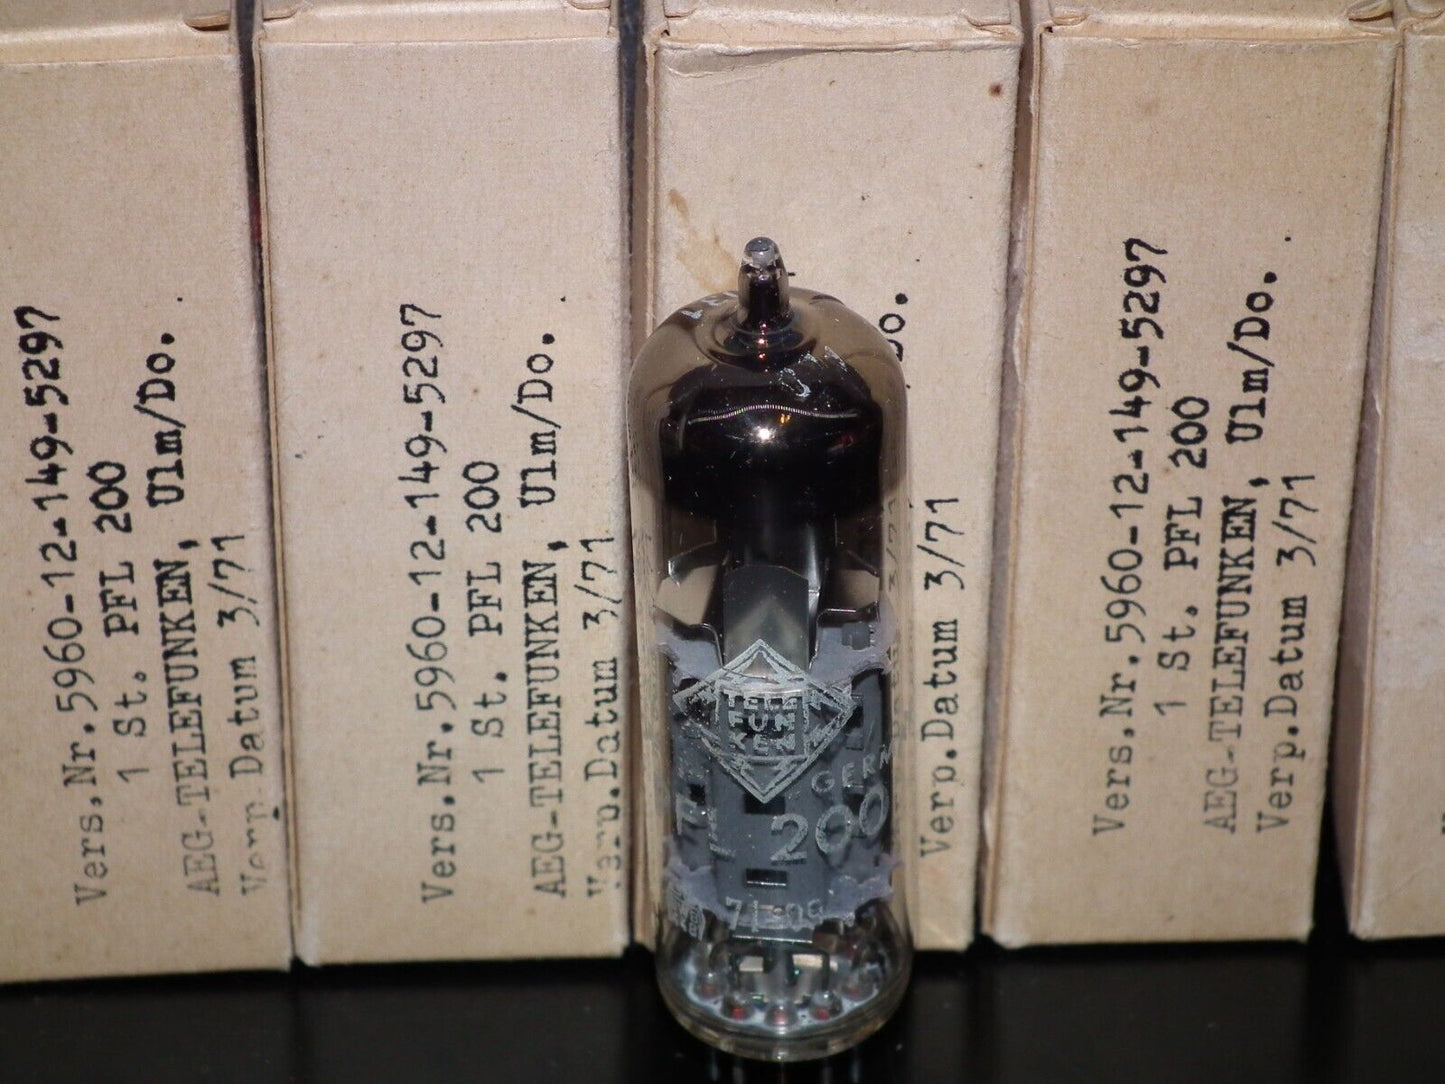 Vers.Nr.5960-12-149-5297
1 St. PFL 200
AEG-TELEFUNKEN, Ulm/Do.
Verp.Datum 3/71
Vers.Nr.5960-12-149-5297
1 St. PFL 200
AEG-TELEFUNKEN, Ulm/Do.
Verp.Datum 3/71
Do.
Verp.Datum 3/71
TELE
FUN
KEN
GERM
FL 200
Vers.Nr.5960-12-149-5297
1 St. PFL 200
AEG-TELEFUNKEN, Ulm/Do.
Verp.Datum 3/71